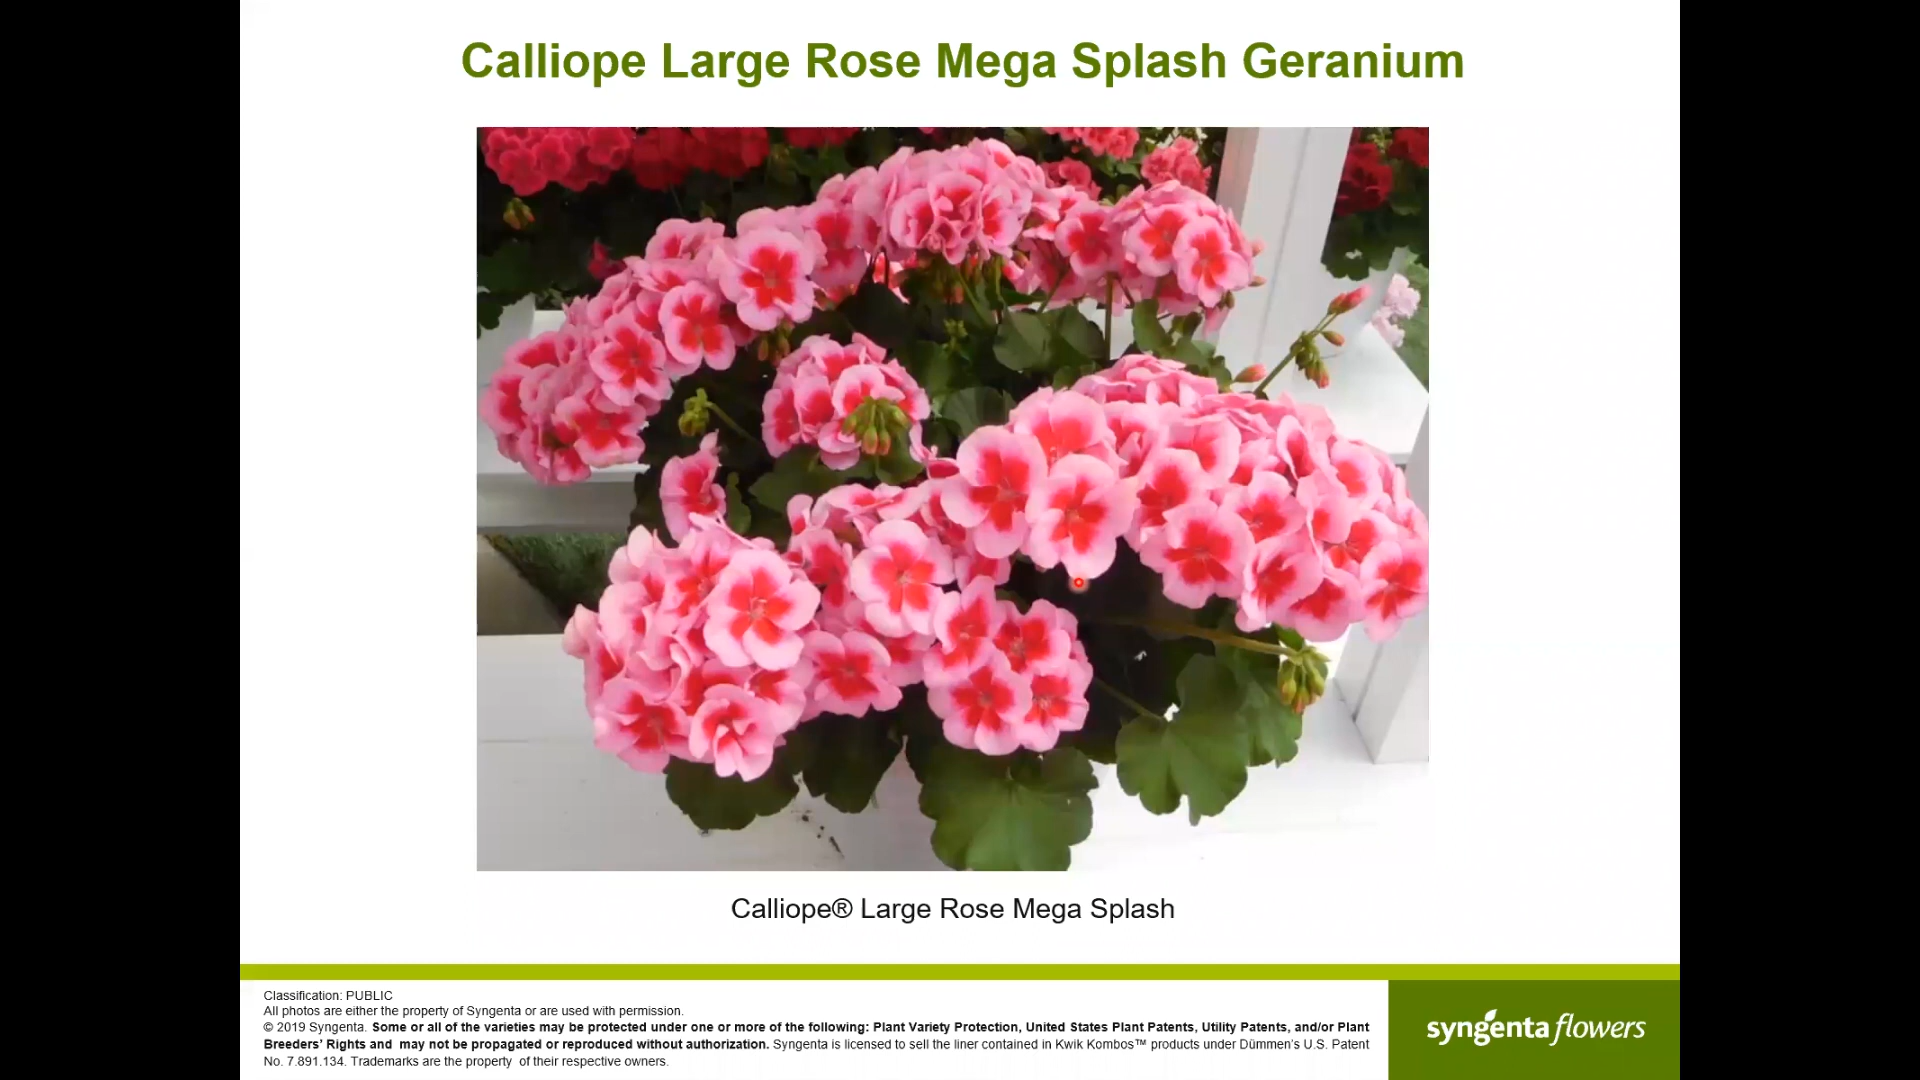 Calliope Large Rose Mega Splash Geranium
Calliope® Large Rose Mega Splash
Classification: PUBLIC
All photos are either the property of Syngenta or are used with permission.
© 2019 Syngenta. Some or all of the varieties may be protected under one or more of the following: Plant Variety Protection, United States Plant Patents, Utility Patents, and/or Plant
Breeders’ Rights and may not be propagated or reproduced without authorization. Syngenta is licensed to sell the liner contained in Kwik Kombos™ products under Dümmen’s U.S. Patent
No. 7.891.134. Trademarks are the property of their respective owners.
syngenta flowers